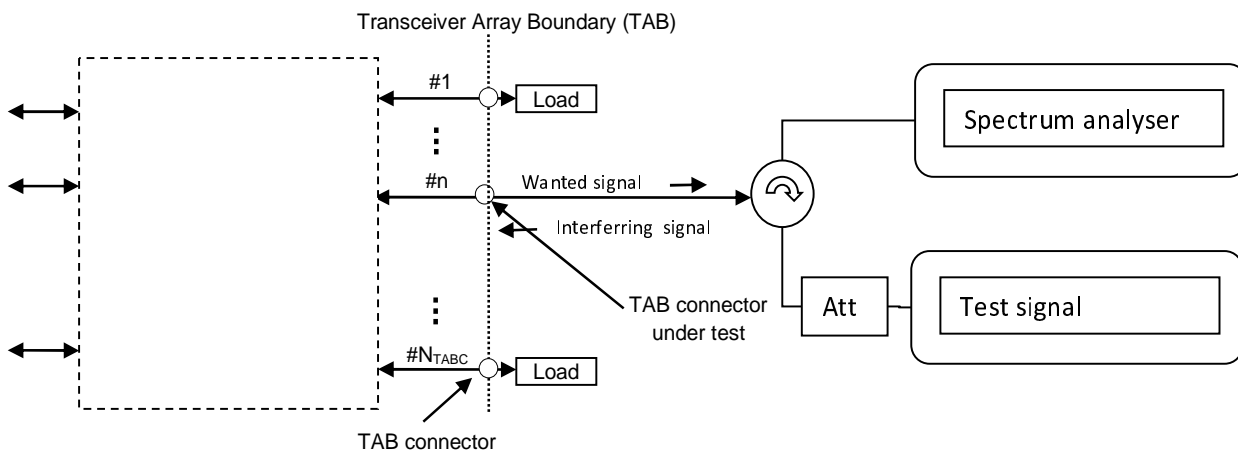 Transceiver Array Boundary (TAB)
#1
Load
Spectrum analyser
#n
Wanted signal
Interferring signal
TAB connector
under test
Att
Test signal
#NTABC
Load
TAB connector